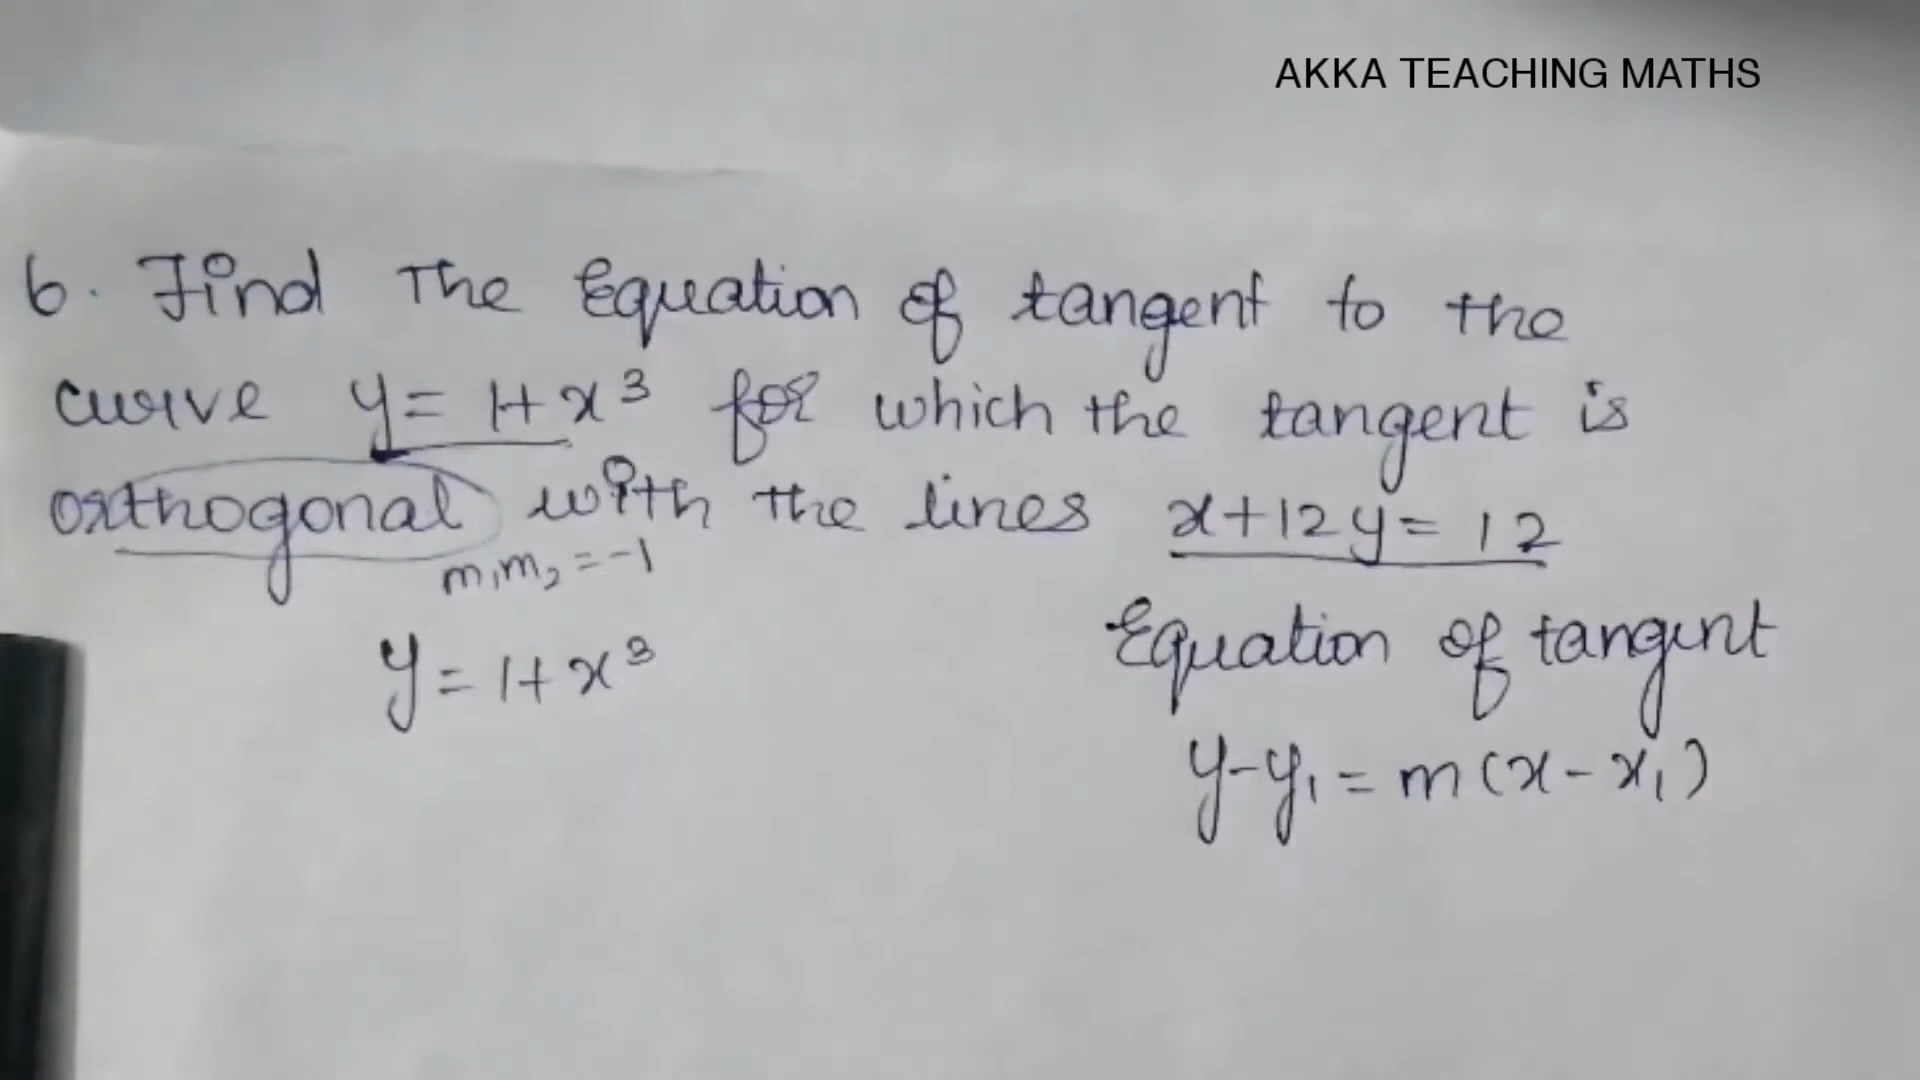 AKKA TEACHING MATHS
6. Find The Equation of tangent to the
curve y = 1+x³ for which the tangent is
orthogonal with the lines x+12y = 12
m₁m₂ = -1
y = 1+x³
Equation of tangent
y-y₁ = m(x-x₁)